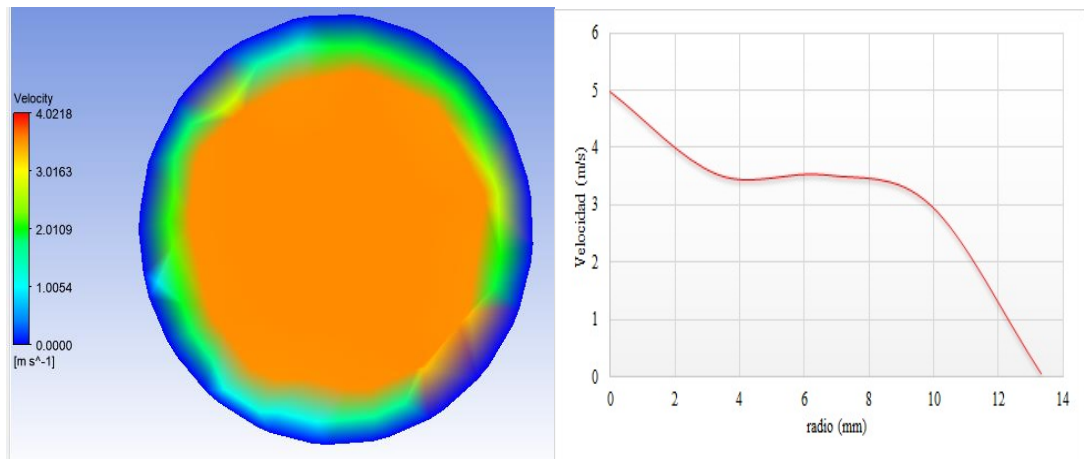 Velocity
4.0218
3.0163
2.0109
1.0054
0.0000
[m s^-1]
6
5
4
3
2
1
0
Velocidad (m/s)
0 2 4 6 8 10 12 14
radio (mm)